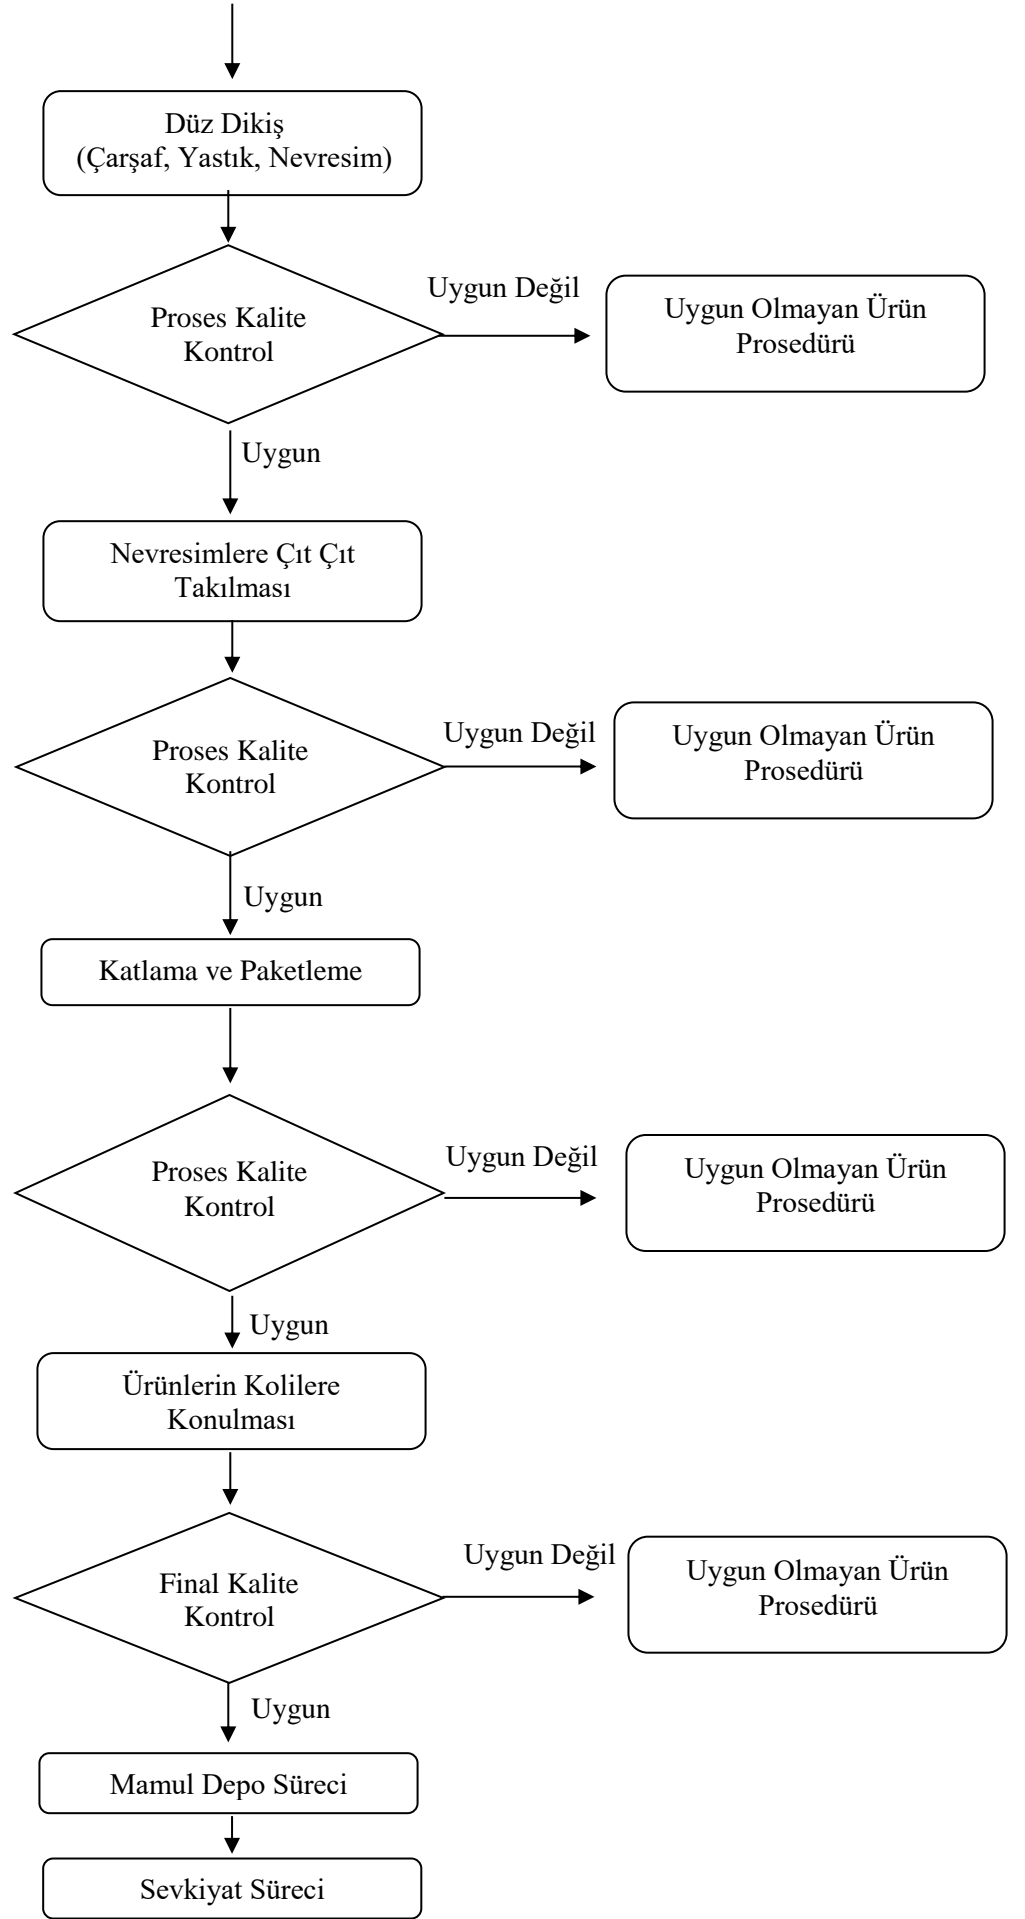 Düz Dikiş
(Çarşaf, Yastık, Nevresim)
Proses Kalite
Kontrol
Uygun Değil
Uygun Olmayan Ürün
Prosedürü
Uygun
Nevresimlere Çıt Çıt
Takılması
Proses Kalite
Kontrol
Uygun Değil
Uygun Olmayan Ürün
Prosedürü
Uygun
Katlama ve Paketleme
Proses Kalite
Kontrol
Uygun Değil
Uygun Olmayan Ürün
Prosedürü
Uygun
Ürünlerin Kolilere
Konulması
Final Kalite
Kontrol
Uygun Değil
Uygun Olmayan Ürün
Prosedürü
Uygun
Mamul Depo Süreci
Sevkiyat Süreci